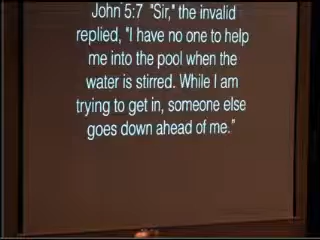 John 5:7 "Sir," the invalid
replied, "I have no one to help
me into the pool when the
water is stirred. While I am
trying to get in, someone else
goes down ahead of me."